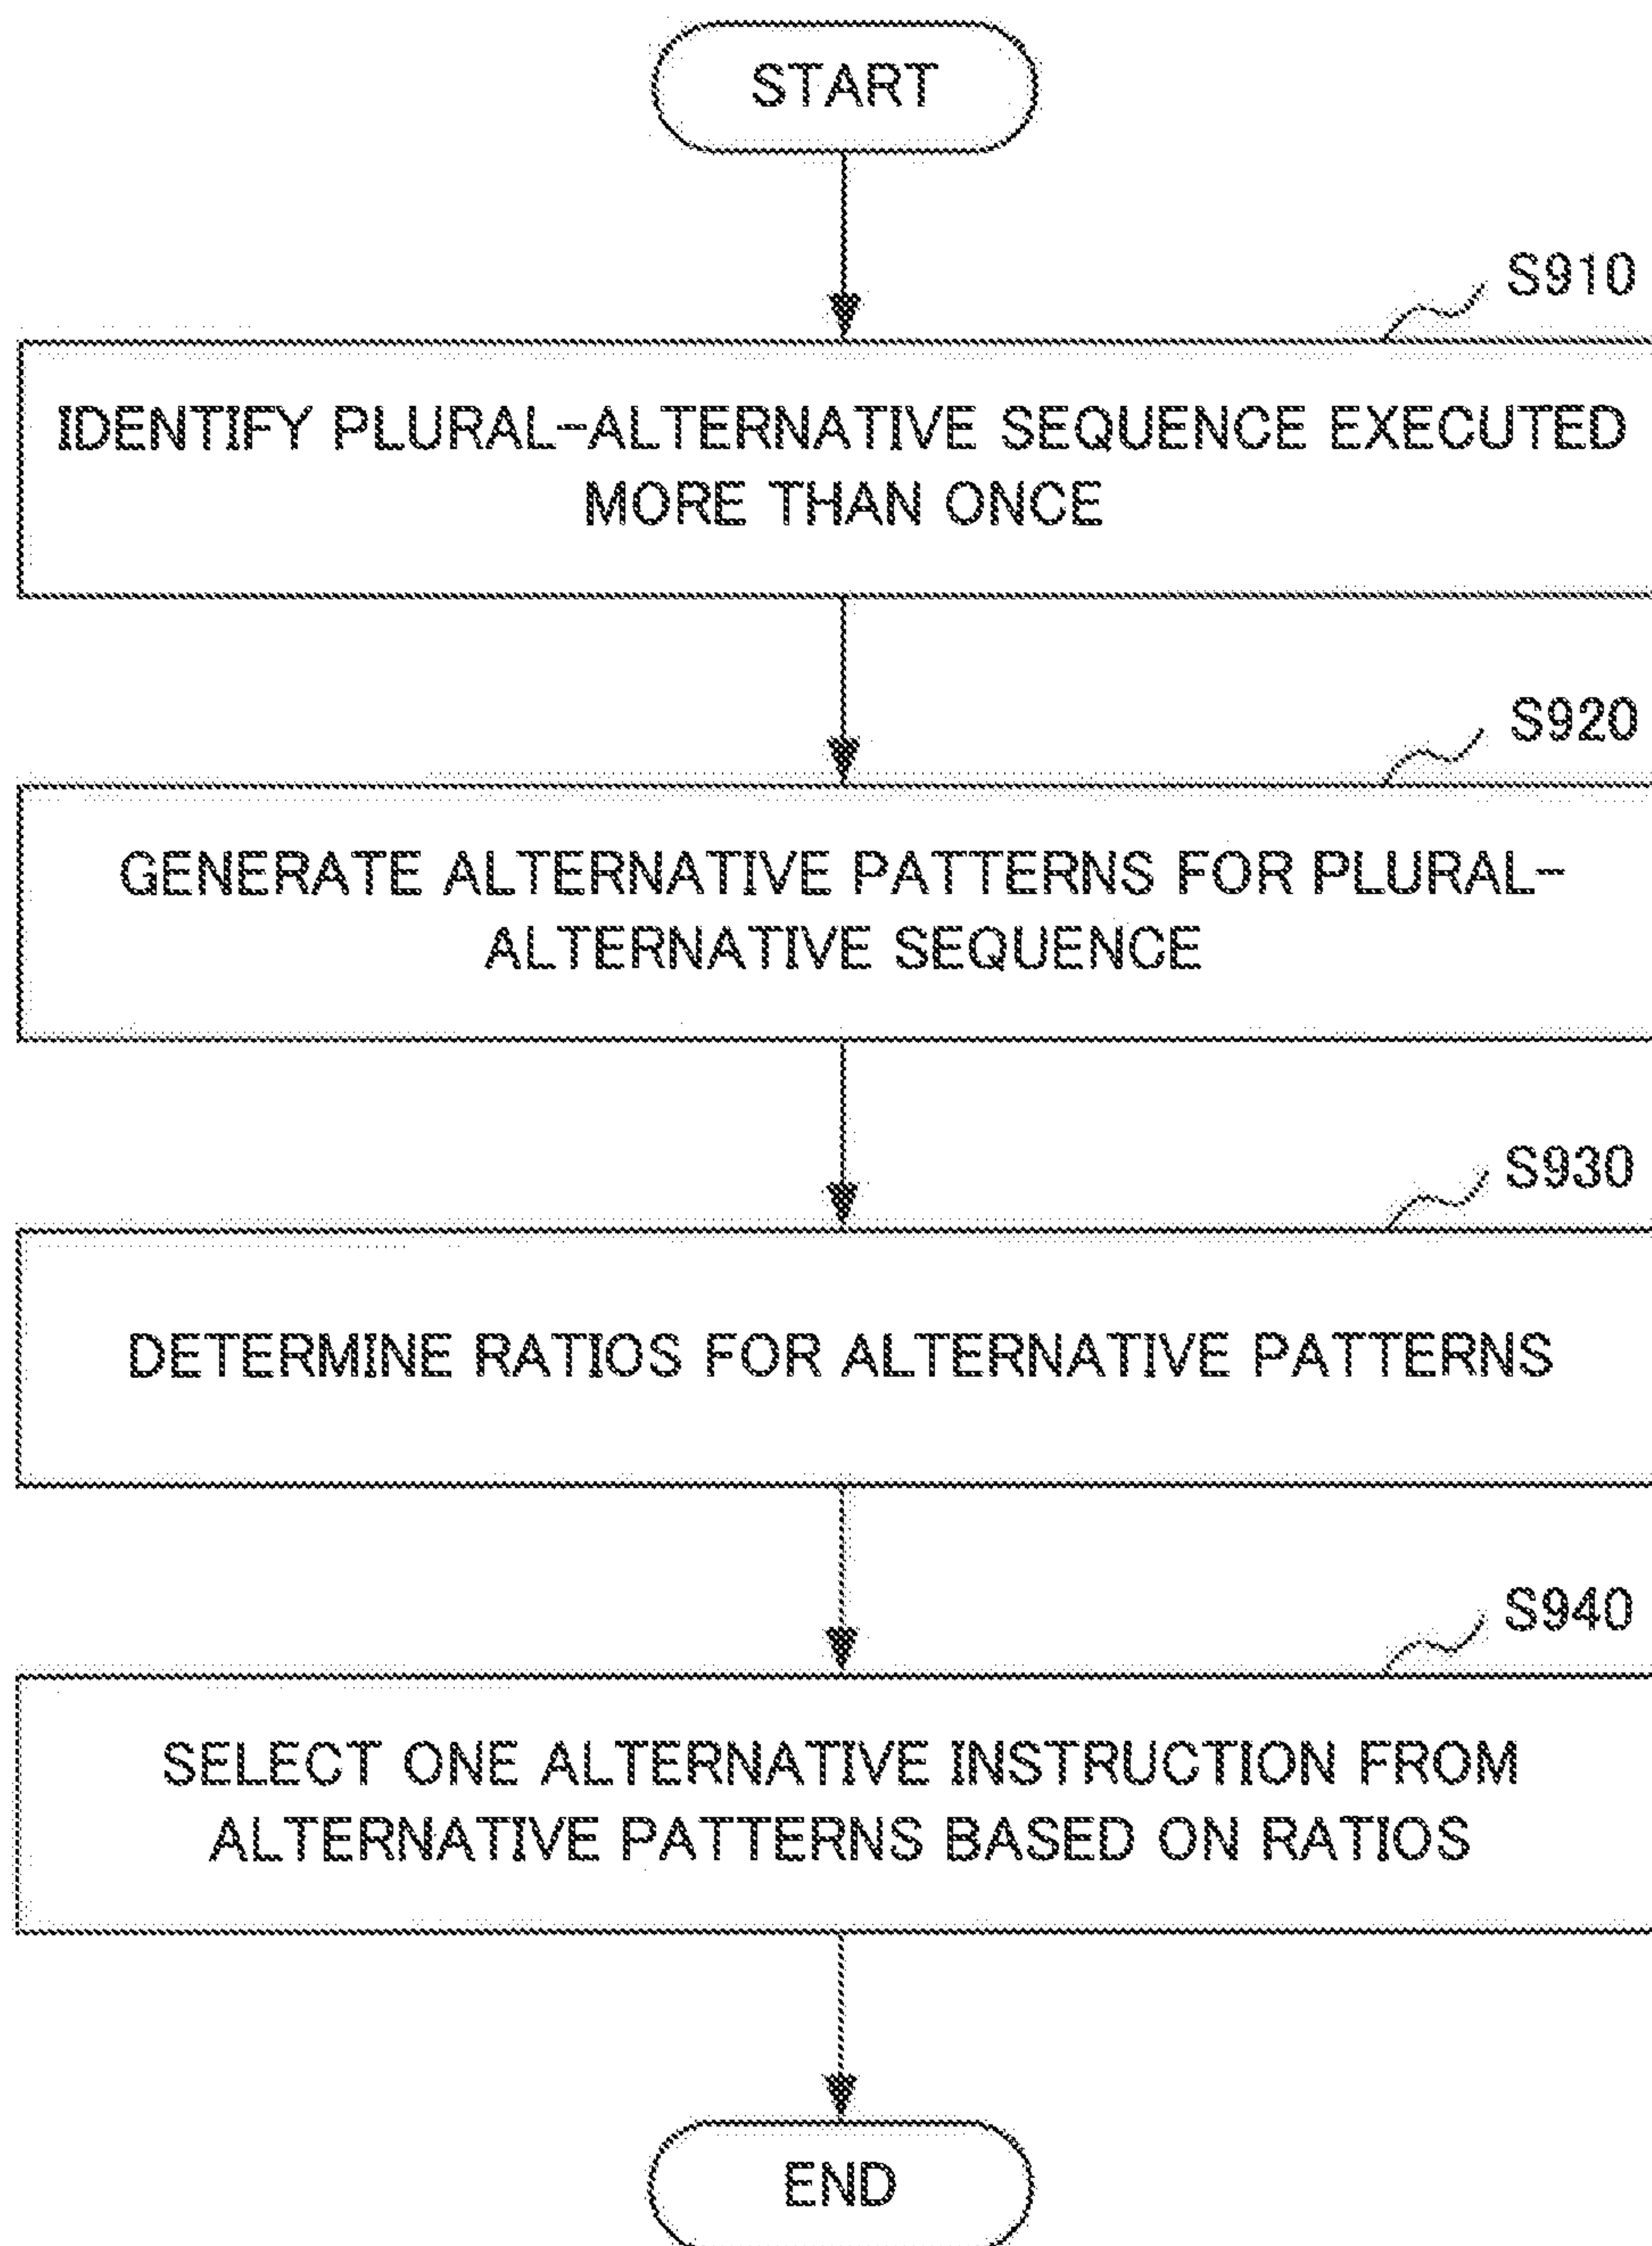 START
S910
IDENTIFY PLURAL-ALTERNATIVE SEQUENCE EXECUTED
MORE THAN ONCE
S920
GENERATE ALTERNATIVE PATTERNS FOR PLURAL-
ALTERNATIVE SEQUENCE
S930
DETERMINE RATIOS FOR ALTERNATIVE PATTERNS
S940
SELECT ONE ALTERNATIVE INSTRUCTION FROM
ALTERNATIVE PATTERNS BASED ON RATIOS
END